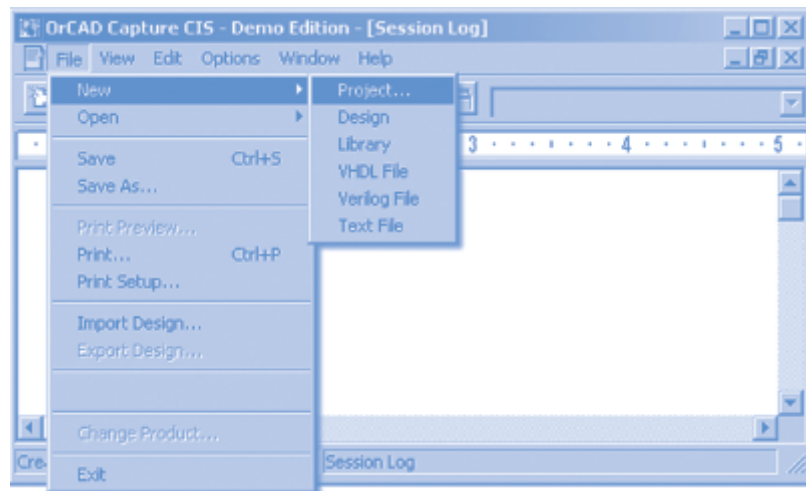 OrCAD Capture CIS - Demo Edition - [Session Log]
File View Edit Options Window Help
New
Open
Save Ctrl+S
Save As...
Print Preview...
Print... Ctrl+P
Print Setup...
Import Design...
Export Design...
Change Product...
Exit
Project...
Design
Library
VHDL File
Verilog File
Text File
3 4 5
Cre
Session Log